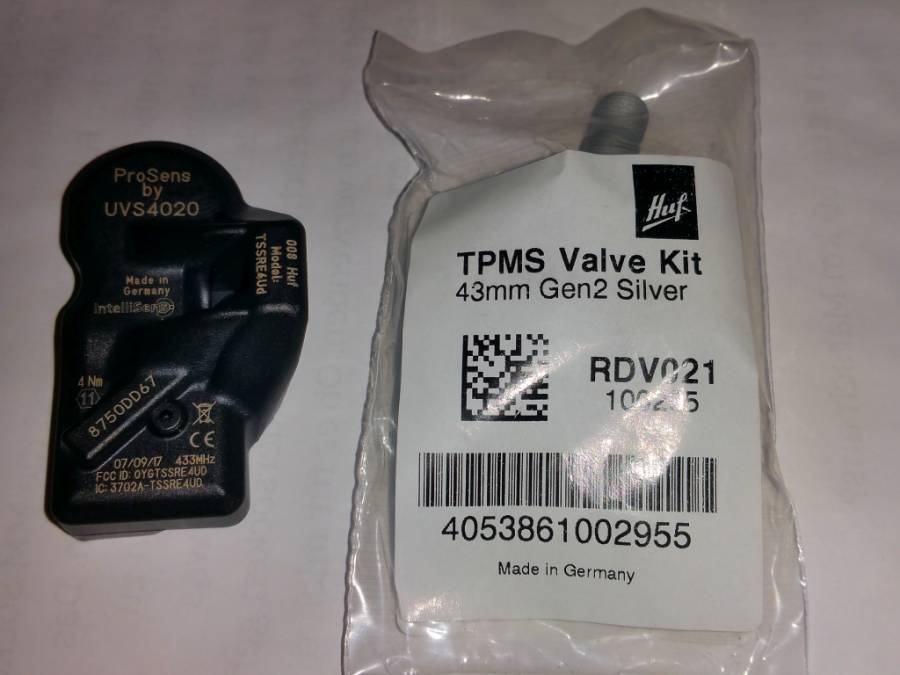 ProSens
by
UVS4020
008 Huf
Model:
TSSRE4Ud
Made in
Germany
IntelliSens
4 Nm
11
8750DD67
CE
07/09/17 433MHz
FCC ID: OYGTSSRE4UD
IC: 3702A-TSSRE4UD
Huf
TPMS Valve Kit
43mm Gen2 Silver
RDV021
4053861002955
Made in Germany